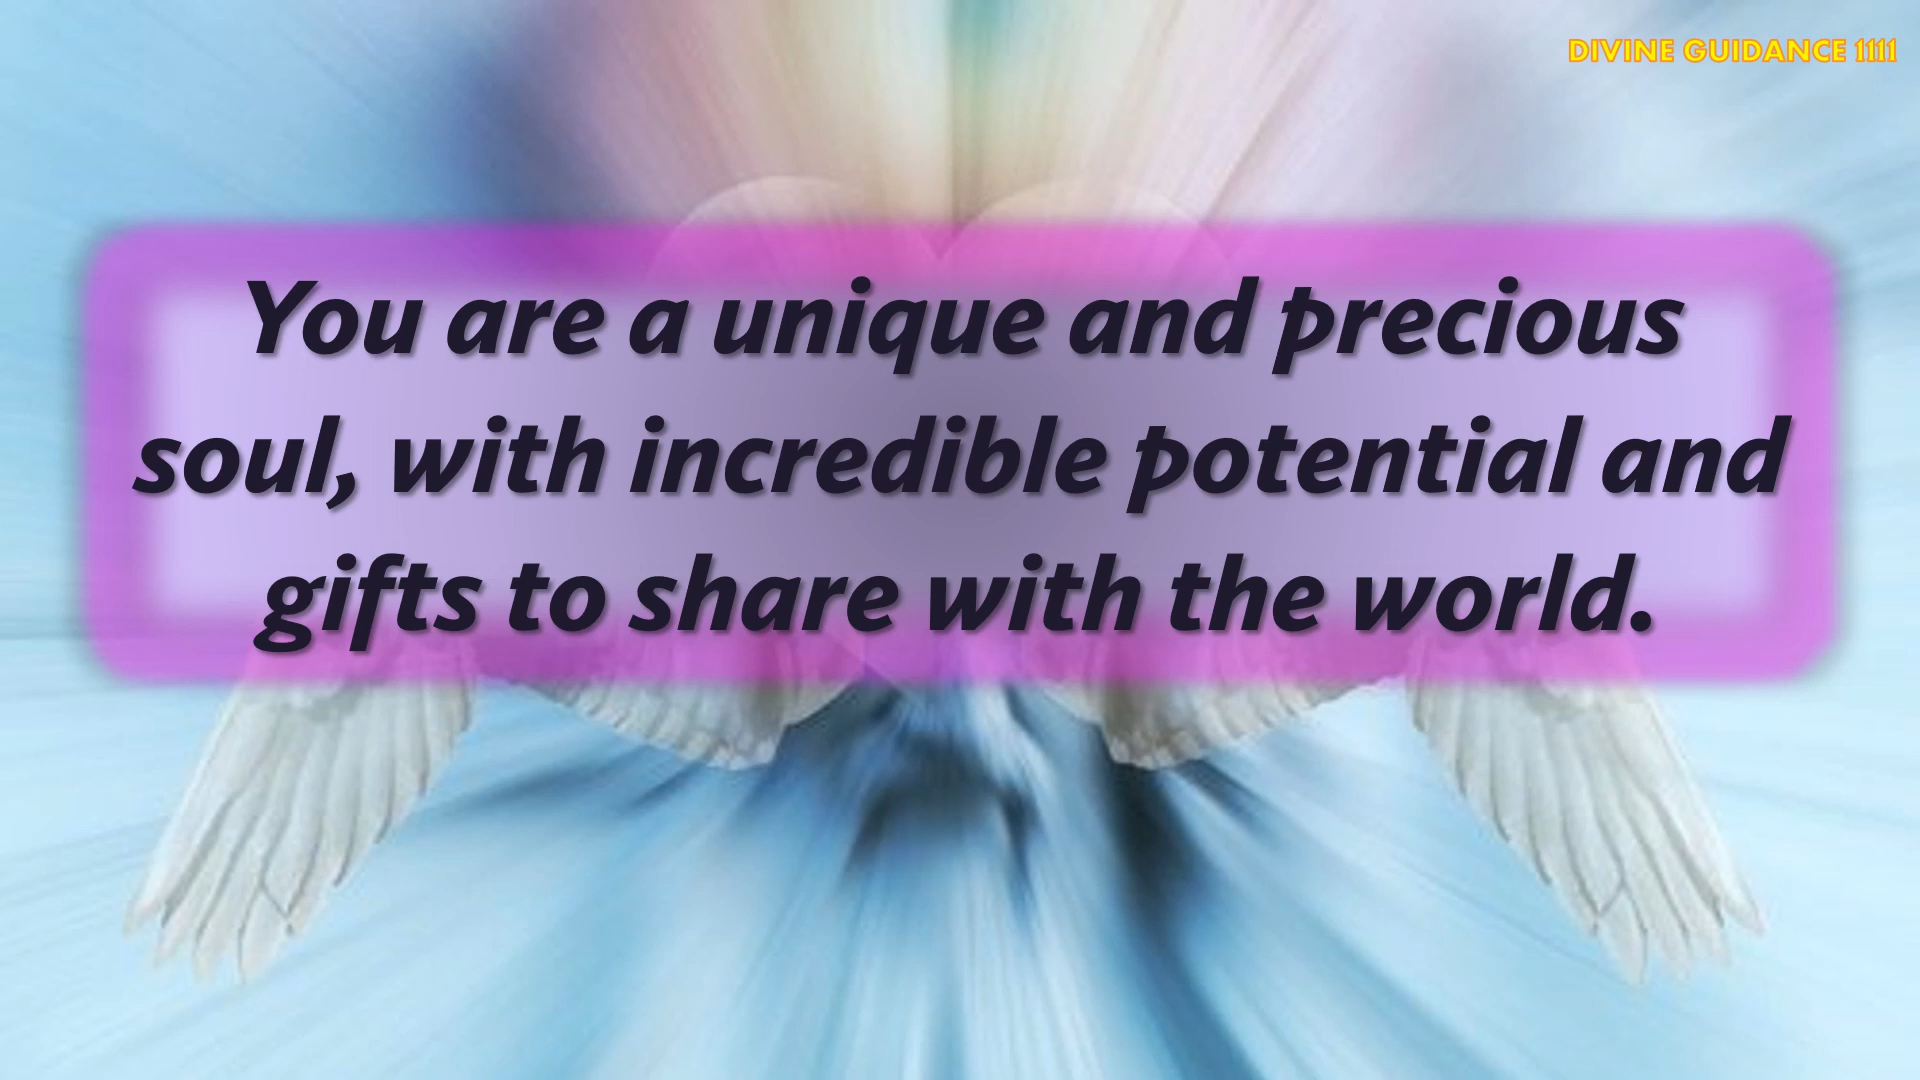 DIVINE GUIDANCE 1111
You are a unique and precious
soul, with incredible potential and
gifts to share with the world.